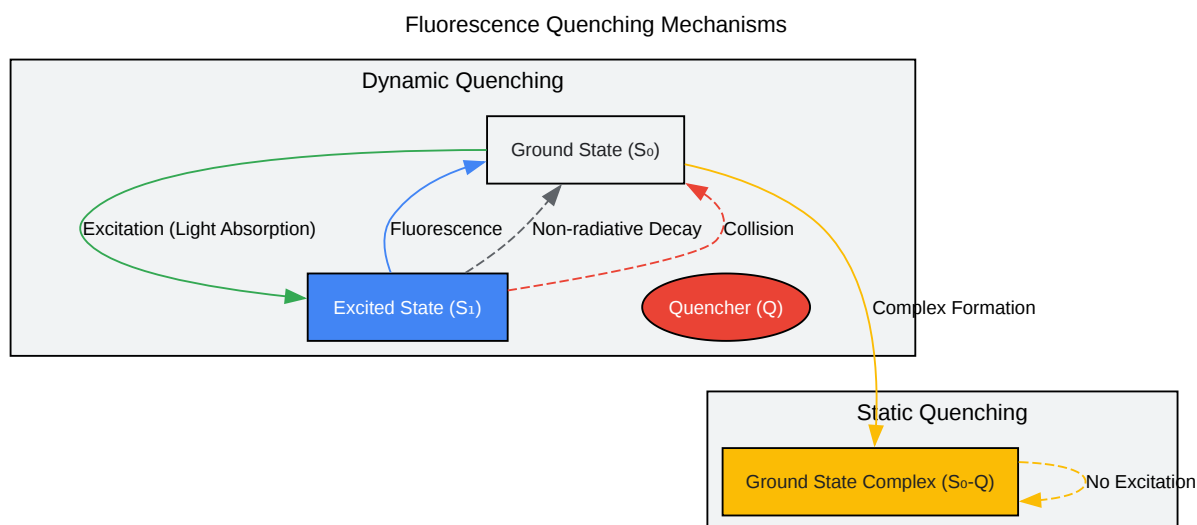 Fluorescence Quenching Mechanisms
Dynamic Quenching
Ground State (S₀)
Excitation (Light Absorption)
Fluorescence
Non-radiative Decay
Collision
Excited State (S₁)
Quencher (Q)
Complex Formation
Static Quenching
Ground State Complex (S₀-Q)
No Excitation